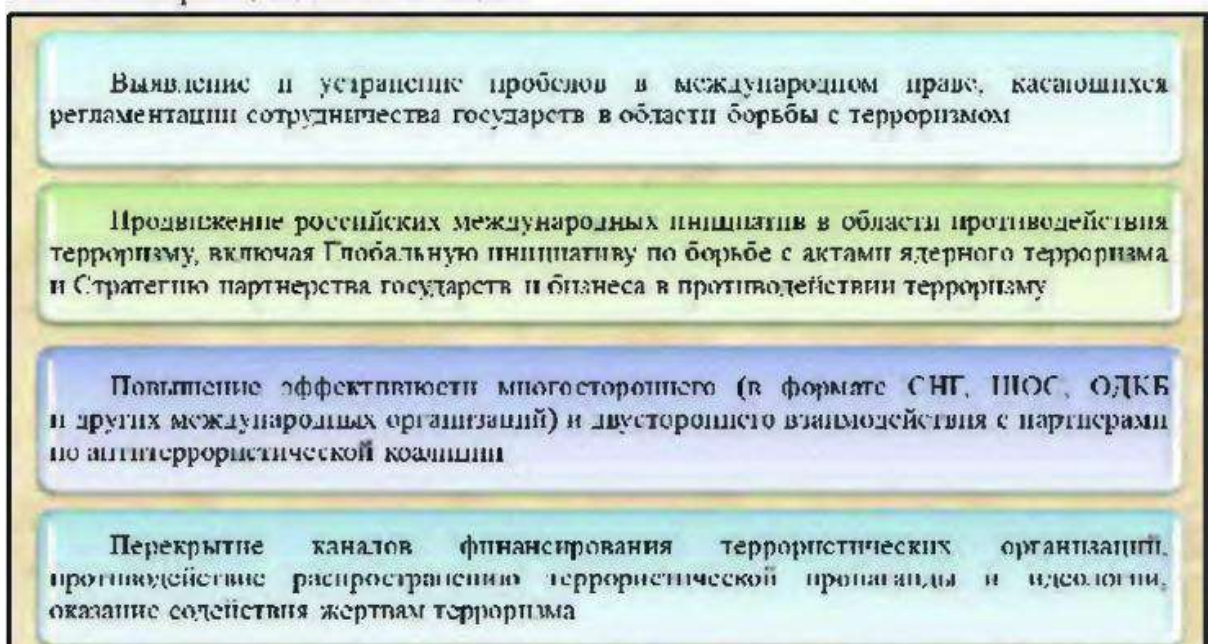 Выявление и устранение пробелов в международном праве, касающихся
регламентации сотрудничества государств в области борьбы с терроризмом
Продвижение российских международных инициатив в области противодействия
терроризму, включая Глобальную инициативу по борьбе с актами ядерного терроризма
и Стратегию партнерства государств и бизнеса в противодействии терроризму
Повышение эффективности многостороннего (в формате СНГ, ШОС, ОДКБ
и других международных организаций) и двустороннего взаимодействия с партнерами
по антитеррористической коалиции
Перекрытие каналов финансирования террористических организаций,
противодействие распространению террористической пропаганды и идеологии,
оказание содействия жертвам терроризма